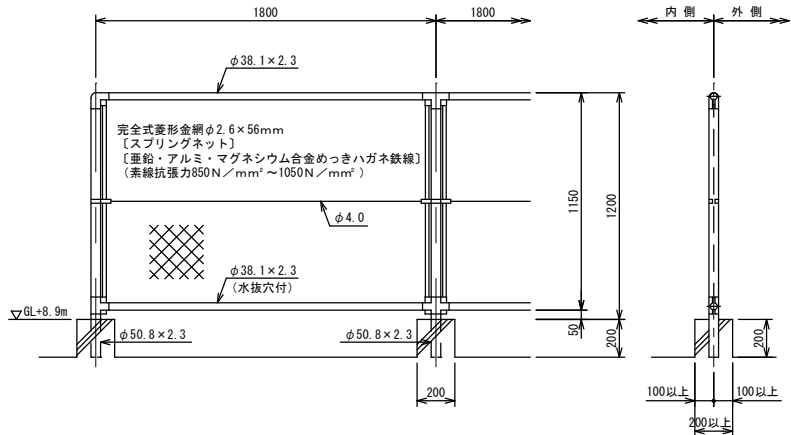 1800
1800
内 側
外 側
φ38.1×2.3
完全式菱形金網φ2.6×56mm
〔スプリングネット〕
〔亜鉛・アルミ・マグネシウム合金めっきハガネ鉄線〕
（素線抗張力850Ｎ／mm²～1050Ｎ／mm²）
1150
1200
φ4.0
φ38.1×2.3
（水抜穴付）
▽GL+8.9m
φ50.8×2.3
φ50.8×2.3
50
200
200
200
100以上
100以上
200以上